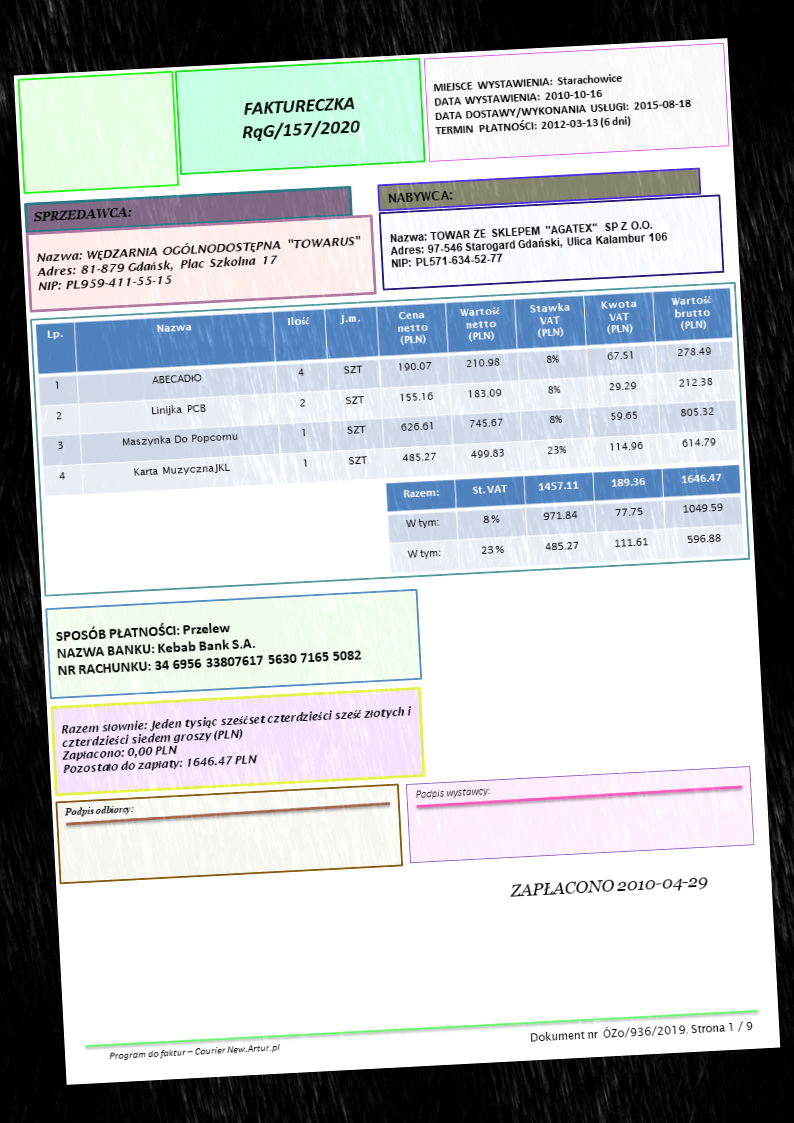 FAKTURECZKA
RąG/157/2020
MIEJSCE WYSTAWIENIA: Starachowice
DATA WYSTAWIENIA: 2010-10-16
DATA DOSTAWY/WYKONANIA USŁUGI: 2015-08-18
TERMIN PŁATNOŚCI: 2012-03-13 (6 dni)
SPRZEDAWCA:
Nazwa: WĘDZARNIA OGÓLNODOSTĘPNA "TOWARUS"
Adres: 81-879 Gdańsk, Plac Szkolna 17
NIP: PL959-411-55-15
NABYWCA:
Nazwa: TOWAR ZE SKLEPEM "AGATEX" SP Z O.O.
Adres: 97-546 Starogard Gdański, Ulica Kalambur 106
NIP: PL571-634-52-77
Lp. Nazwa Ilość J.m. Cena netto (PLN) Wartość netto (PLN) Stawka VAT (PLN) Kwota VAT (PLN) Wartość brutto (PLN)
1 ABECADŁO 4 SZT 190.07 210.98 8% 67.51 278.49
2 Linijka PCB 2 SZT 155.16 183.09 8% 29.29 212.38
3 Maszynka Do Popcornu 1 SZT 626.61 745.67 8% 59.65 805.32
4 Karta Muzyczna JKL 1 SZT 485.27 499.83 23% 114.96 614.79
Razem: St. VAT 1457.11 189.36 1646.47
W tym: 8% 971.84 77.75 1049.59
W tym: 23% 485.27 111.61 596.88
SPOSÓB PŁATNOŚCI: Przelew
NAZWA BANKU: Kebab Bank S.A.
NR RACHUNKU: 34 6956 33807617 5630 7165 5082
Razem słownie: Jeden tysiąc sześćset czterdzieści sześć złotych i
czterdzieści siedem groszy (PLN)
Zapłacono: 0,00 PLN
Pozostało do zapłaty: 1646.47 PLN
Podpis odbiorcy:
Podpis wystawcy:
ZAPŁACONO 2010-04-29
Program do faktur – Courier New.Artur.pl
Dokument nr ÓZo/936/2019. Strona 1 / 9